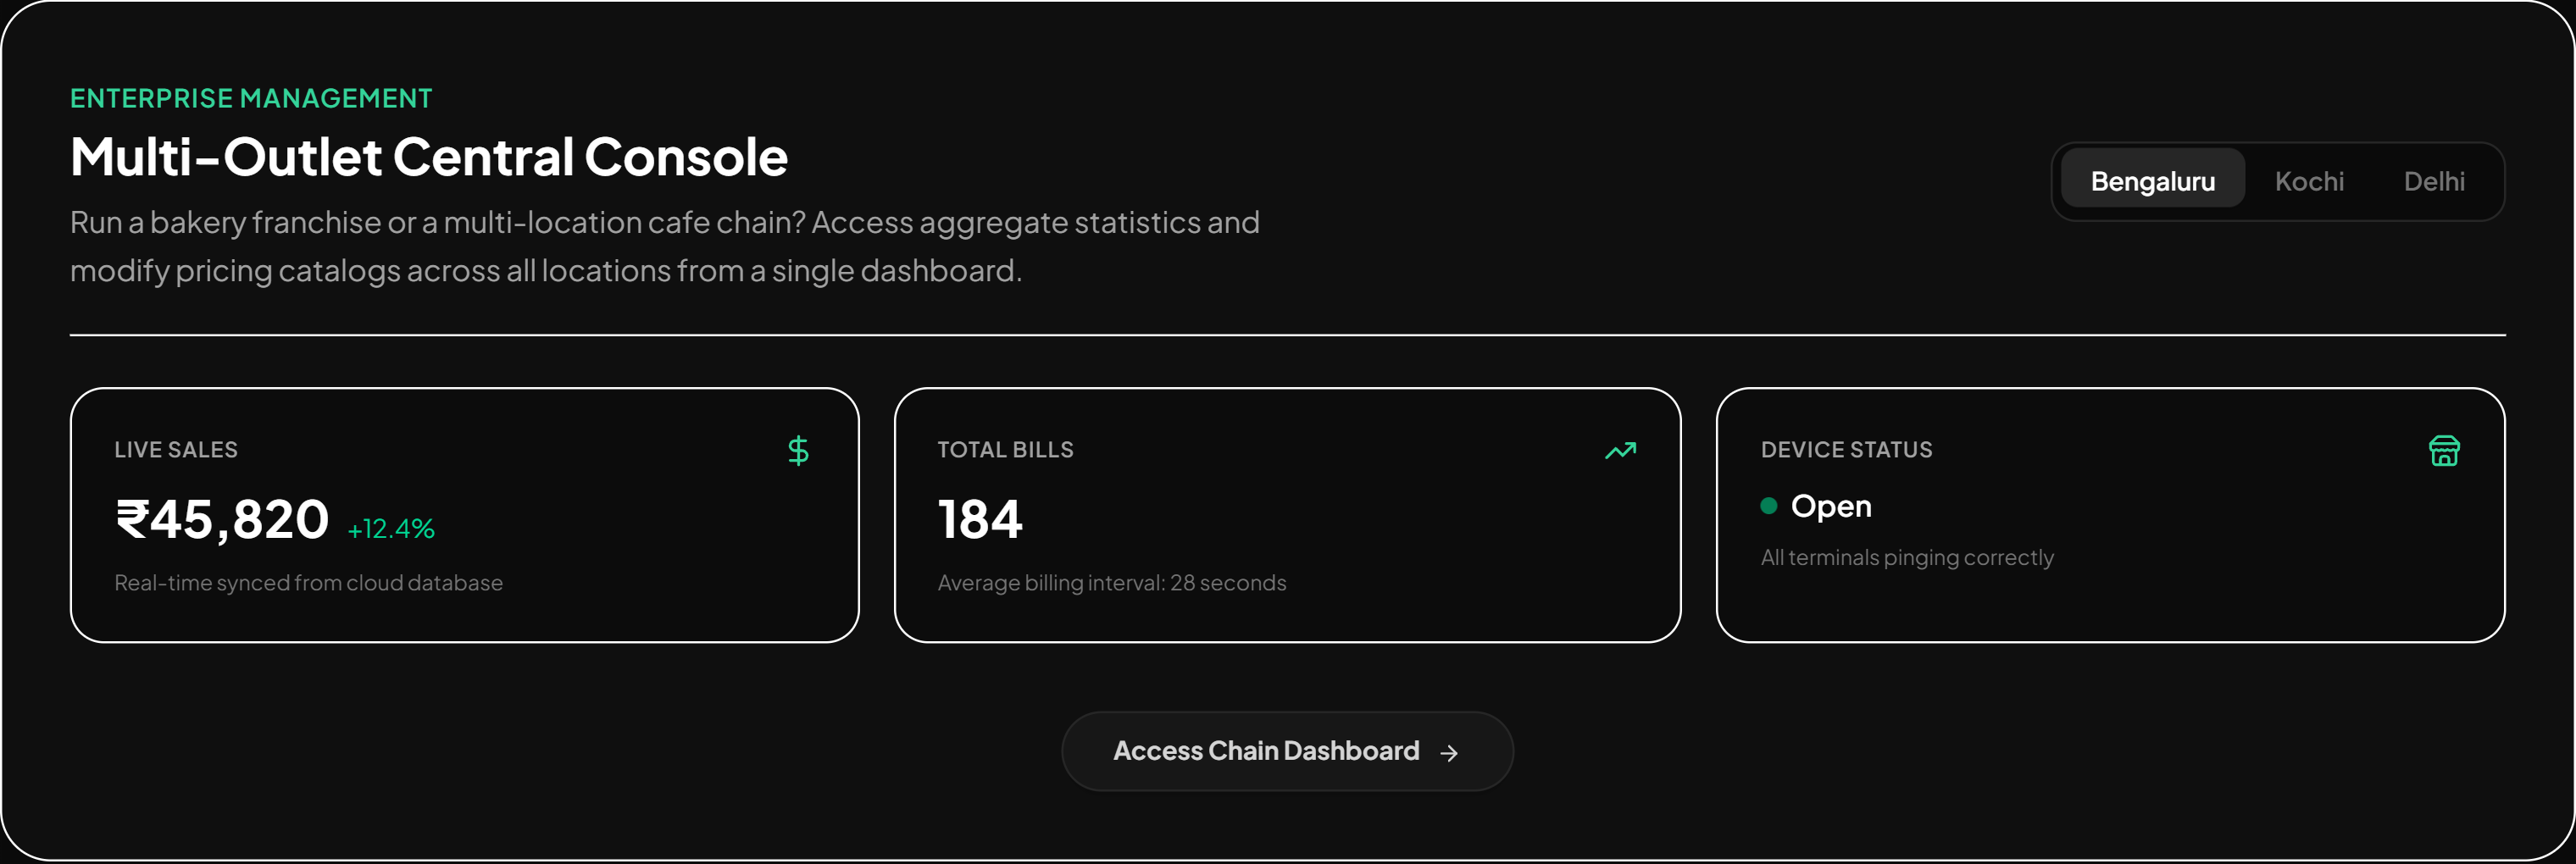 ENTERPRISE MANAGEMENT
Multi-Outlet Central Console
Run a bakery franchise or a multi-location cafe chain? Access aggregate statistics and
modify pricing catalogs across all locations from a single dashboard.
Bengaluru Kochi Delhi
LIVE SALES
₹45,820 +12.4%
Real-time synced from cloud database
TOTAL BILLS
184
Average billing interval: 28 seconds
DEVICE STATUS
Open
All terminals pinging correctly
Access Chain Dashboard →